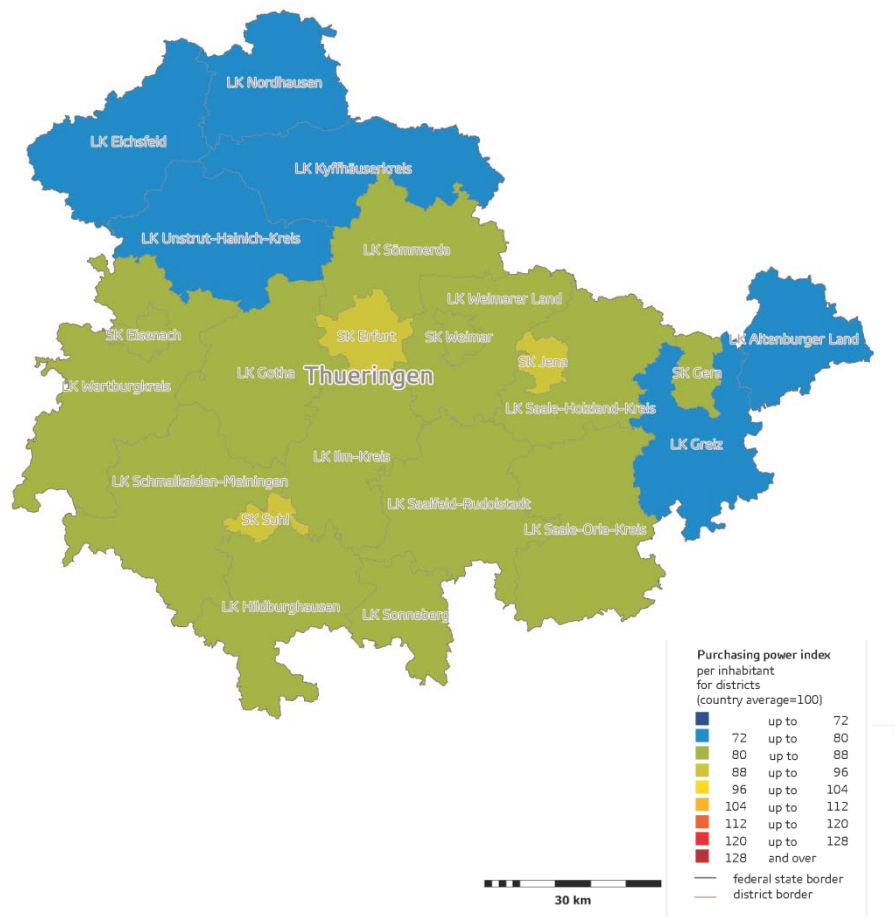 LK Nordhausen
LK Eichsfeld
LK Kyffhäuserkreis
LK Unstrut-Hainich-Kreis
LK Sömmerda
LK Weimarer Land
SK Eisenach
SK Erfurt
SK Weimar
LK Altenburger Land
SK Jena
LK Gotha
Thueringen
SK Gera
LK Wartburgkreis
LK Saale-Holzland-Kreis
LK Greiz
LK Ilm-Kreis
LK Schmalkalden-Meiningen
LK Saalfeld-Rudolstadt
SK Suhl
LK Saale-Orla-Kreis
LK Hildburghausen
LK Sonneberg
Purchasing power index
per inhabitant
for districts
(country average=100)
up to 72
72 up to 80
80 up to 88
88 up to 96
96 up to 104
104 up to 112
112 up to 120
120 up to 128
128 and over
federal state border
district border
30 km